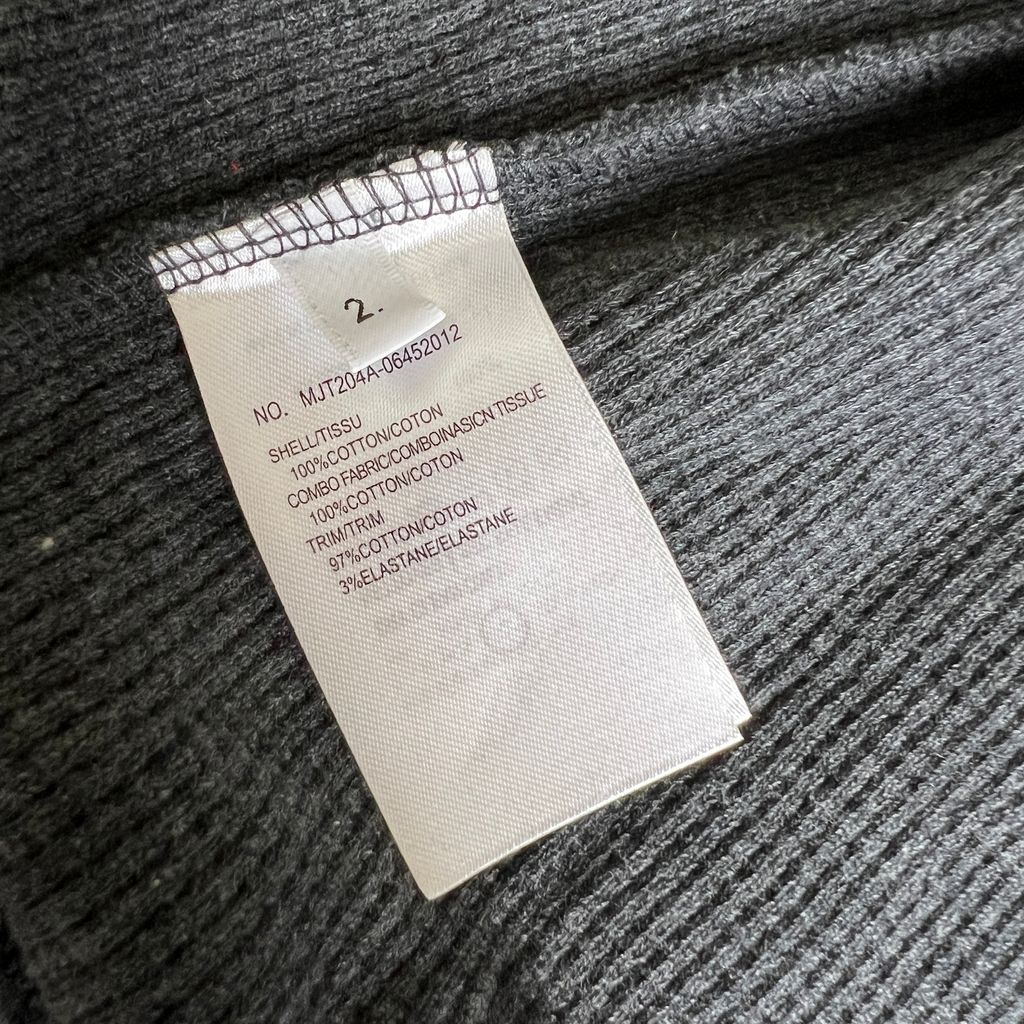 2.
NO. MJT204A-06452012
SHELL/TISSU
100%COTTON/COTON
COMBO FABRIC/COMBOINASICN TISSUE
100%COTTON/COTON
TRIM/TRIM
97%COTTON/COTON
3%ELASTANE/ELASTANE